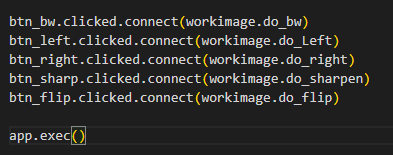 btn_bw.clicked.connect(workimage.do_bw)
btn_left.clicked.connect(workimage.do_Left)
btn_right.clicked.connect(workimage.do_right)
btn_sharp.clicked.connect(workimage.do_sharpen)
btn_flip.clicked.connect(workimage.do_flip)
app.exec()